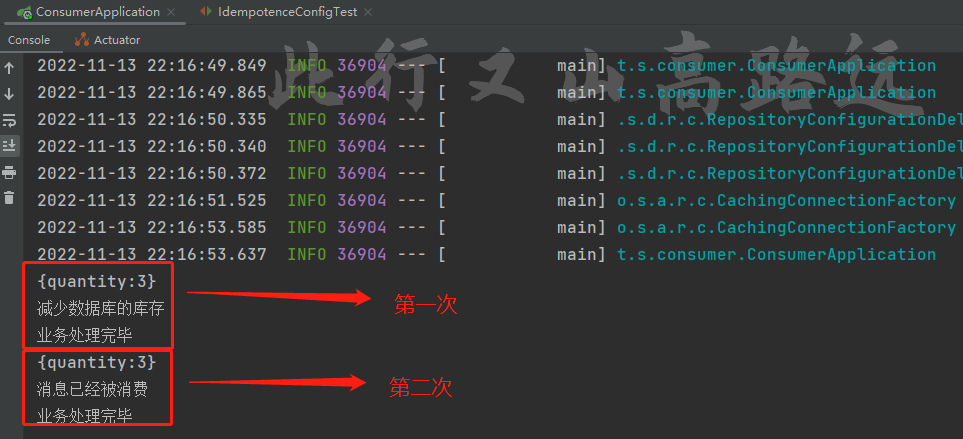 ConsumerApplication IdempotenceConfigTest
Console Actuator
此行又山高路远
2022-11-13 22:16:49.849 INFO 36904 --- [ main] t.s.consumer.ConsumerApplication
2022-11-13 22:16:49.865 INFO 36904 --- [ main] t.s.consumer.ConsumerApplication
2022-11-13 22:16:50.335 INFO 36904 --- [ main] .s.d.r.c.RepositoryConfigurationDel
2022-11-13 22:16:50.340 INFO 36904 --- [ main] .s.d.r.c.RepositoryConfigurationDel
2022-11-13 22:16:50.372 INFO 36904 --- [ main] .s.d.r.c.RepositoryConfigurationDel
2022-11-13 22:16:51.525 INFO 36904 --- [ main] o.s.a.r.c.CachingConnectionFactory
2022-11-13 22:16:53.585 INFO 36904 --- [ main] o.s.a.r.c.CachingConnectionFactory
2022-11-13 22:16:53.637 INFO 36904 --- [ main] t.s.consumer.ConsumerApplication
{quantity:3}
减少数据库的库存
第一次
业务处理完毕
{quantity:3}
消息已经被消费
第二次
业务处理完毕